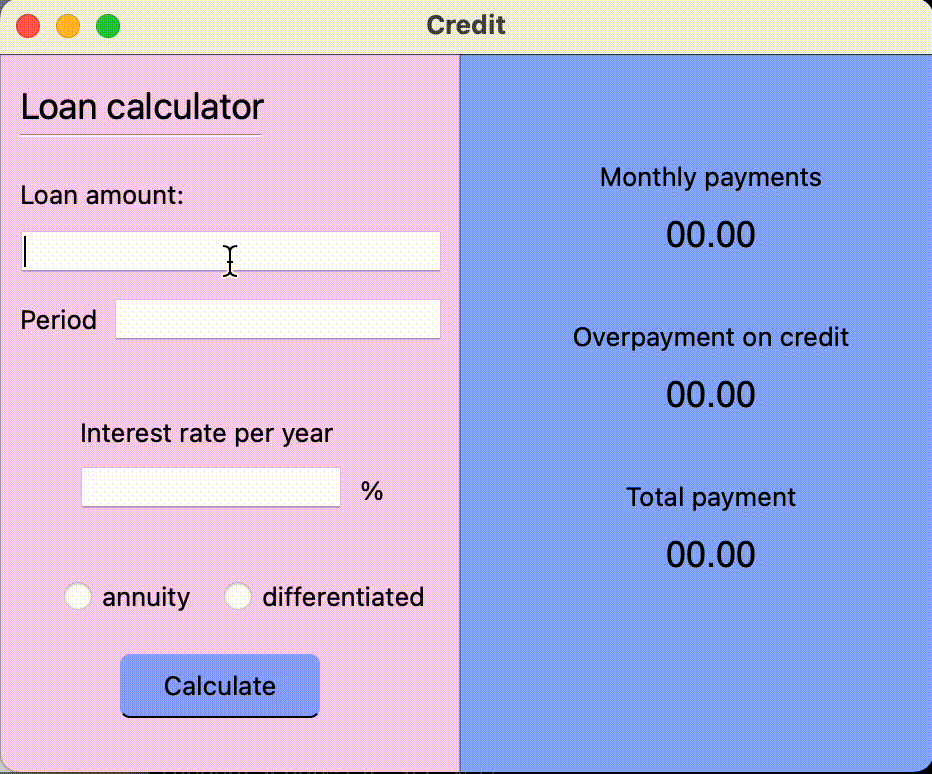 Credit
Loan calculator
Loan amount:
Period
Interest rate per year
%
annuity differentiated
Calculate
Monthly payments
00.00
Overpayment on credit
00.00
Total payment
00.00